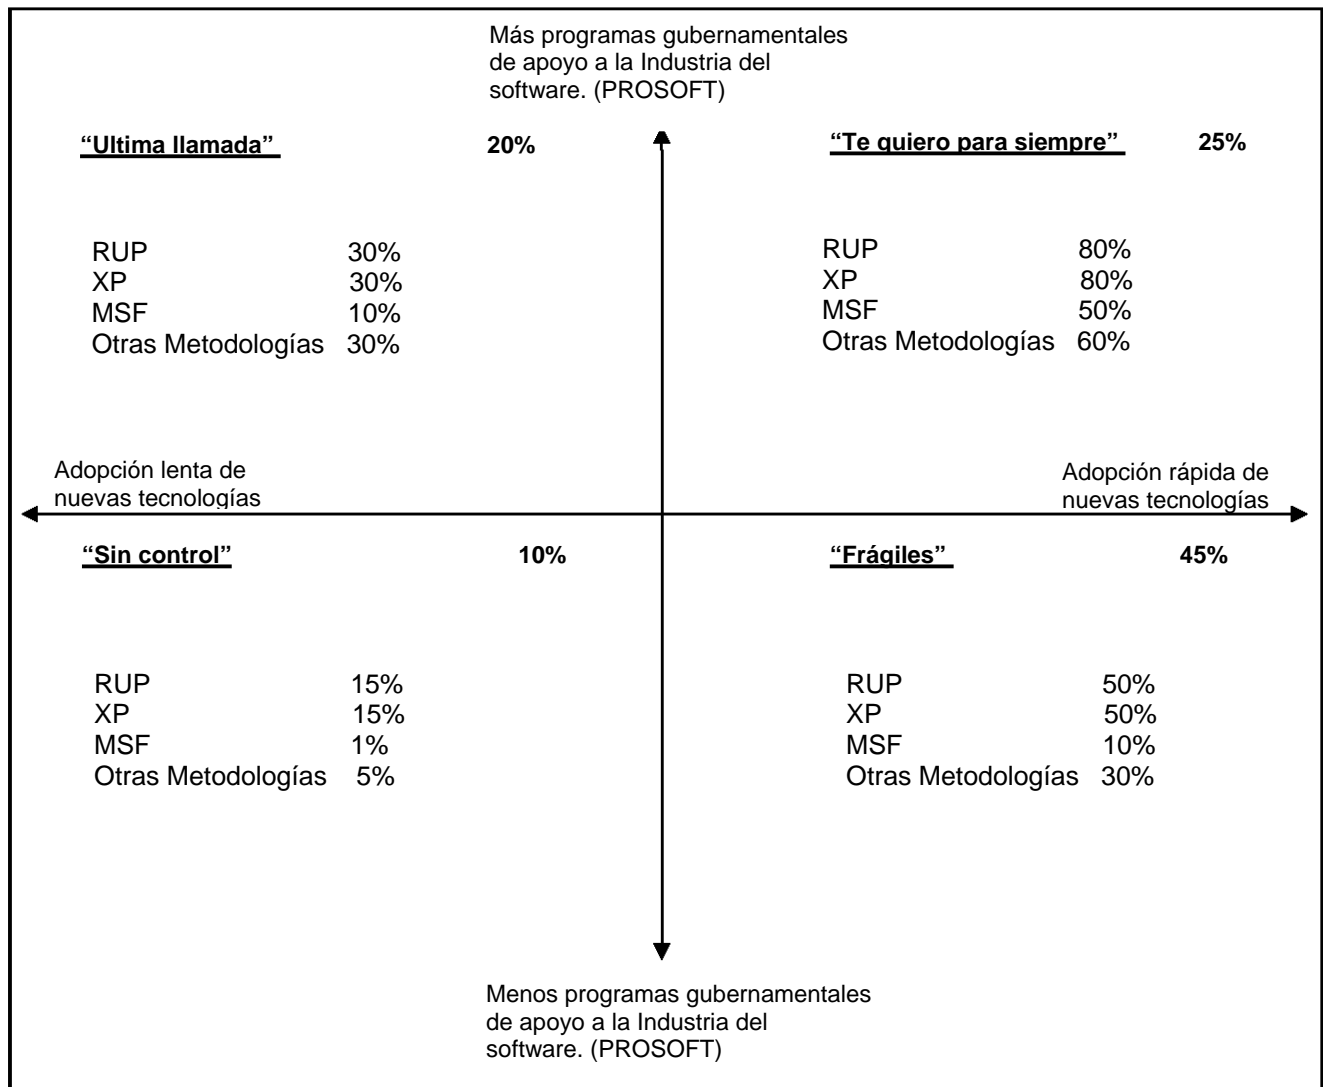 Más programas gubernamentales
de apoyo a la Industria del
software. (PROSOFT)
“Ultima llamada” 20%
RUP 30%
XP 30%
MSF 10%
Otras Metodologías 30%
“Te quiero para siempre” 25%
RUP 80%
XP 80%
MSF 50%
Otras Metodologías 60%
Adopción lenta de
nuevas tecnologías
Adopción rápida de
nuevas tecnologías
“Sin control” 10%
RUP 15%
XP 15%
MSF 1%
Otras Metodologías 5%
“Frágiles” 45%
RUP 50%
XP 50%
MSF 10%
Otras Metodologías 30%
Menos programas gubernamentales
de apoyo a la Industria del
software. (PROSOFT)